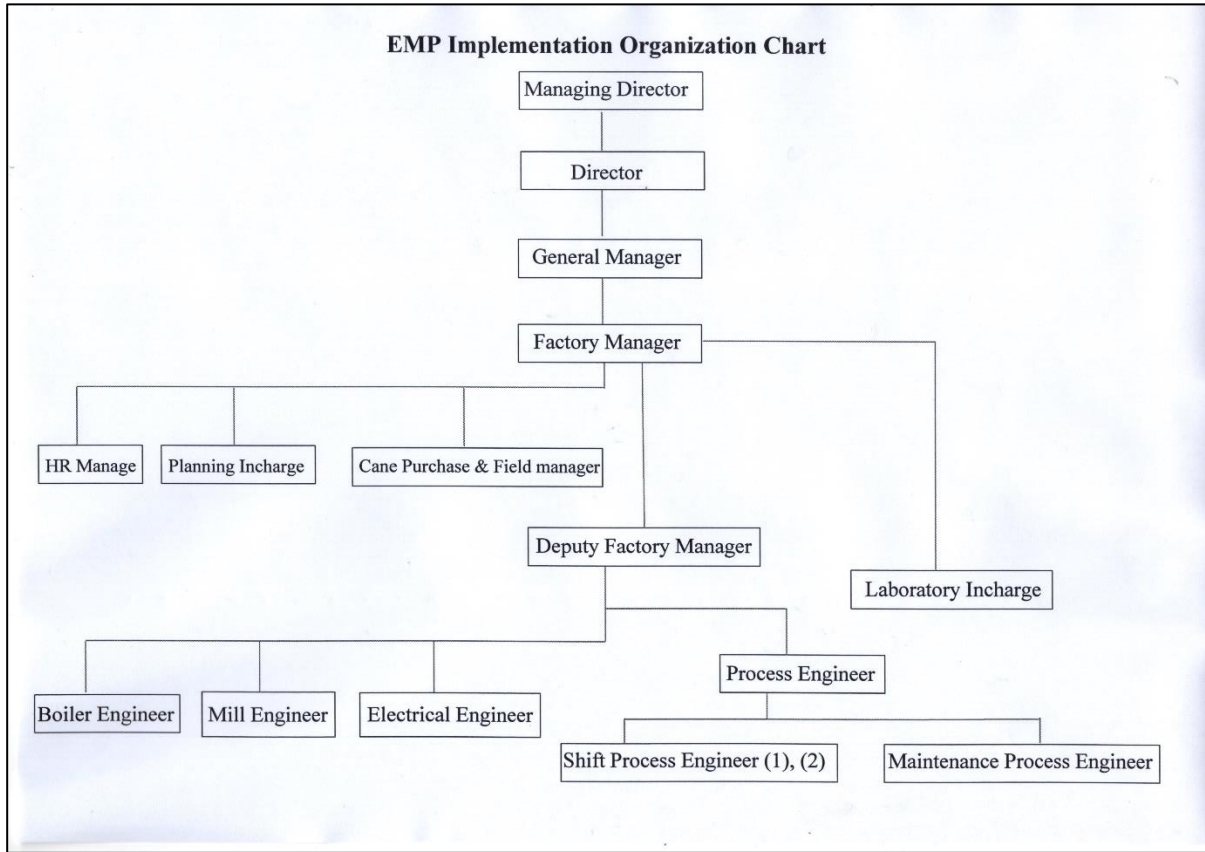 EMP Implementation Organization Chart
Managing Director
Director
General Manager
Factory Manager
HR Manage
Planning Incharge
Cane Purchase & Field manager
Deputy Factory Manager
Laboratory Incharge
Process Engineer
Boiler Engineer
Mill Engineer
Electrical Engineer
Shift Process Engineer (1), (2)
Maintenance Process Engineer